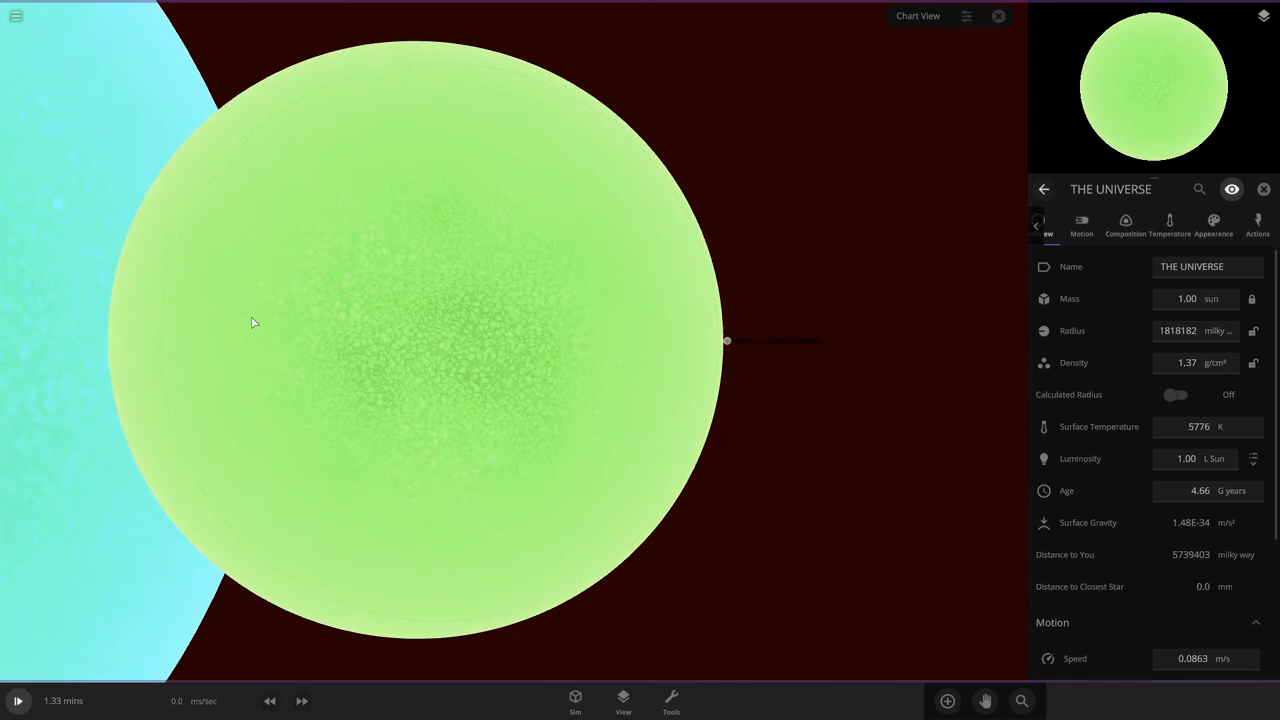 Chart View
THE UNIVERSE
Motion Composition Temperature Appearance Actions
Name THE UNIVERSE
Mass 1.00 sun
Radius 1818182 milky ...
Density 1.37 g/cm³
Calculated Radius Off
Surface Temperature 5776 K
Luminosity 1.00 L Sun
Age 4.66 G years
Surface Gravity 1.48E-34 m/s²
Distance to You 5739403 milky way
Distance to Closest Star 0.0 mm
Motion
Speed 0.0863 m/s
1.33 mins 0.0 ms/sec
Sim View Tools